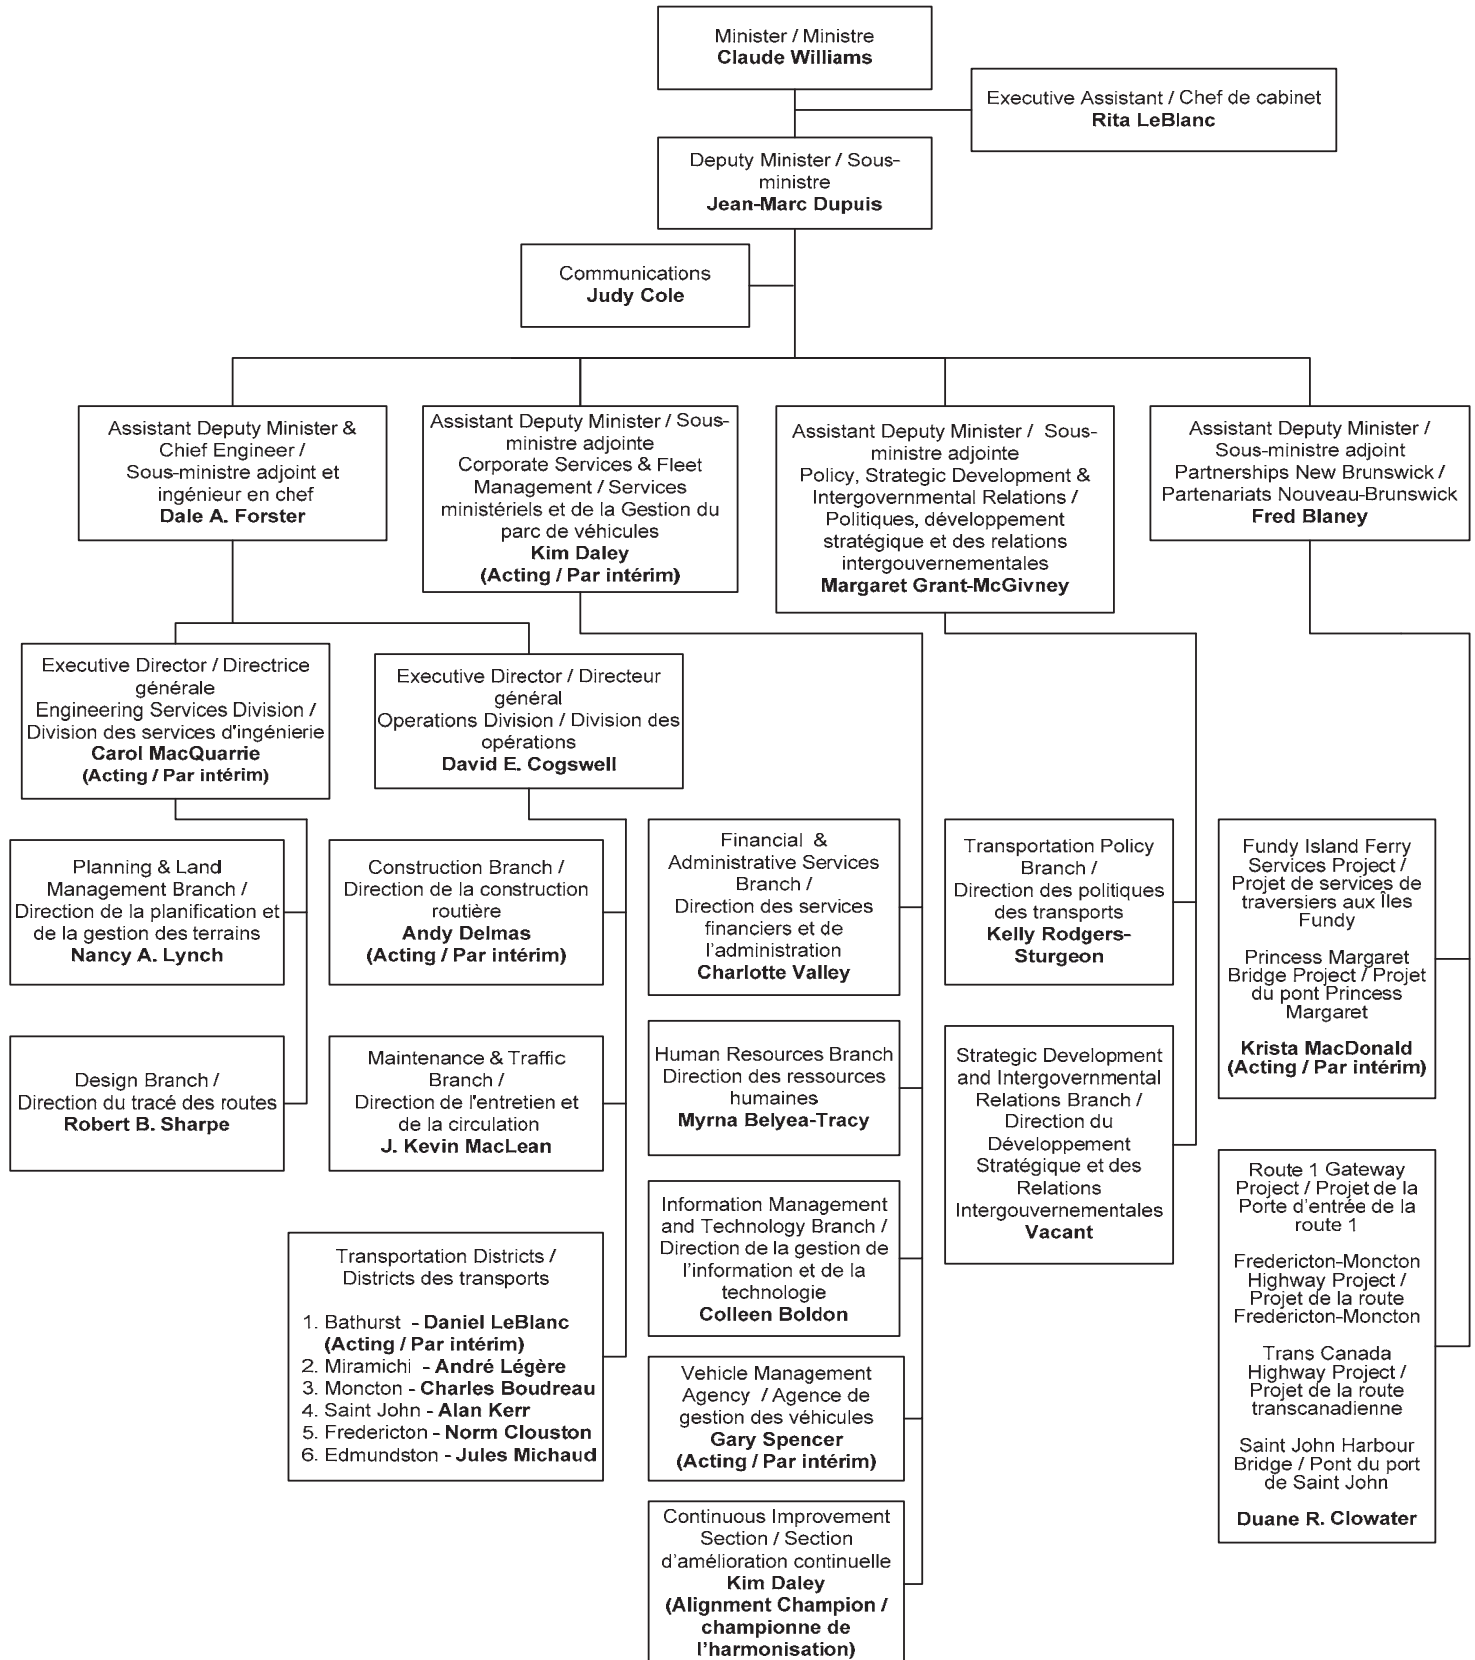 Minister / Ministre
Claude Williams
Executive Assistant / Chef de cabinet
Rita LeBlanc
Deputy Minister / Sous-
ministre
Jean-Marc Dupuis
Communications
Judy Cole
Assistant Deputy Minister &
Chief Engineer /
Sous-ministre adjoint et
ingénieur en chef
Dale A. Forster
Assistant Deputy Minister / Sous-
ministre adjointe
Corporate Services & Fleet
Management / Services
ministériels et de la Gestion du
parc de véhicules
Kim Daley
(Acting / Par intérim)
Assistant Deputy Minister / Sous-
ministre adjointe
Policy, Strategic Development &
Intergovernmental Relations /
Politiques, développement
stratégique et des relations
intergouvernementales
Margaret Grant-McGivney
Assistant Deputy Minister /
Sous-ministre adjoint
Partnerships New Brunswick /
Partenariats Nouveau-Brunswick
Fred Blaney
Executive Director / Directrice
générale
Engineering Services Division /
Division des services d'ingénierie
Carol MacQuarrie
(Acting / Par intérim)
Executive Director / Directeur
général
Operations Division / Division des
opérations
David E. Cogswell
Planning & Land
Management Branch /
Direction de la planification et
de la gestion des terrains
Nancy A. Lynch
Design Branch /
Direction du tracé des routes
Robert B. Sharpe
Construction Branch /
Direction de la construction
routière
Andy Delmas
(Acting / Par intérim)
Maintenance & Traffic
Branch /
Direction de l'entretien et
de la circulation
J. Kevin MacLean
Transportation Districts /
Districts des transports
1. Bathurst - Daniel LeBlanc
(Acting / Par intérim)
2. Miramichi - André Légère
3. Moncton - Charles Boudreau
4. Saint John - Alan Kerr
5. Fredericton - Norm Clouston
6. Edmundston - Jules Michaud
Financial &
Administrative Services
Branch /
Direction des services
financiers et de
l'administration
Charlotte Valley
Human Resources Branch
Direction des ressources
humaines
Myrna Belyea-Tracy
Information Management
and Technology Branch /
Direction de la gestion de
l'information et de la
technologie
Colleen Boldon
Vehicle Management
Agency / Agence de
gestion des véhicules
Gary Spencer
(Acting / Par intérim)
Continuous Improvement
Section / Section
d'amélioration continuelle
Kim Daley
(Alignment Champion /
championne de
l'harmonisation)
Transportation Policy
Branch /
Direction des politiques
des transports
Kelly Rodgers-
Sturgeon
Strategic Development
and Intergovernmental
Relations Branch /
Direction du
Développement
Stratégique et des
Relations
Intergouvernementales
Vacant
Fundy Island Ferry
Services Project /
Projet de services de
traversiers aux Îles
Fundy
Princess Margaret
Bridge Project / Projet
du pont Princess
Margaret
Krista MacDonald
(Acting / Par intérim)
Route 1 Gateway
Project / Projet de la
Porte d'entrée de la
route 1
Fredericton-Moncton
Highway Project /
Projet de la route
Fredericton-Moncton
Trans Canada
Highway Project /
Projet de la route
transcanadienne
Saint John Harbour
Bridge / Pont du port
de Saint John
Duane R. Clowater